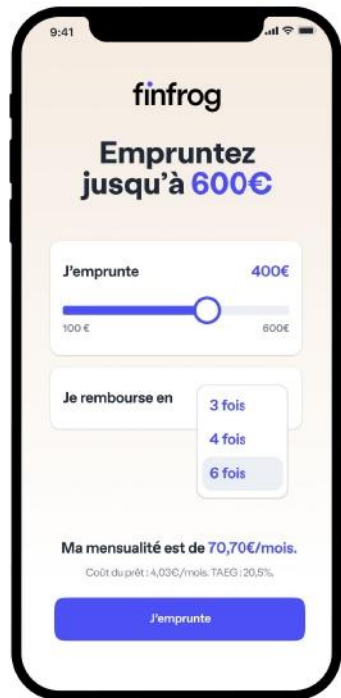 9:41
finfrog
Empruntez
jusqu'à 600€
J'emprunte 400€
100 € 600€
Je rembourse en
3 fois
4 fois
6 fois
Ma mensualité est de 70,70€/mois.
Coût du prêt : 4,03€/mois. TAEG : 20,5%.
J'emprunte